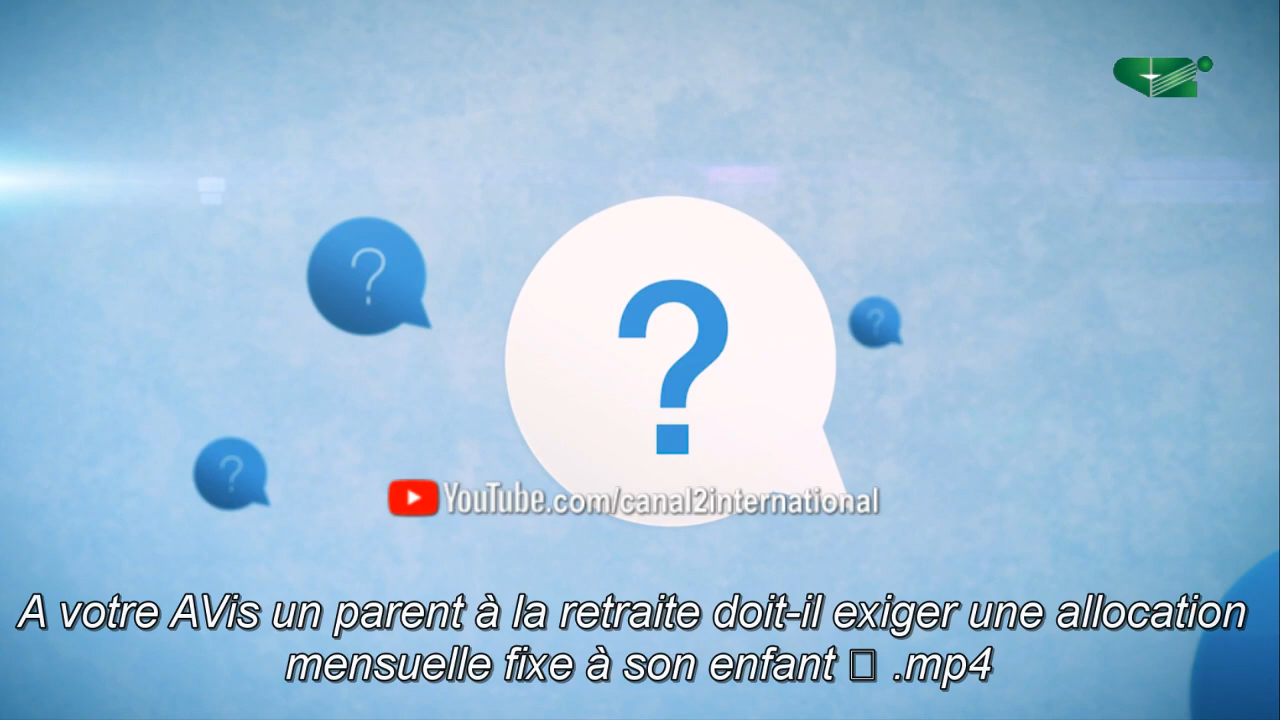 ?
?
?
?
YouTube.com/canal2international
A votre AVis un parent à la retraite doit-il exiger une allocation
mensuelle fixe à son enfant □ .mp4